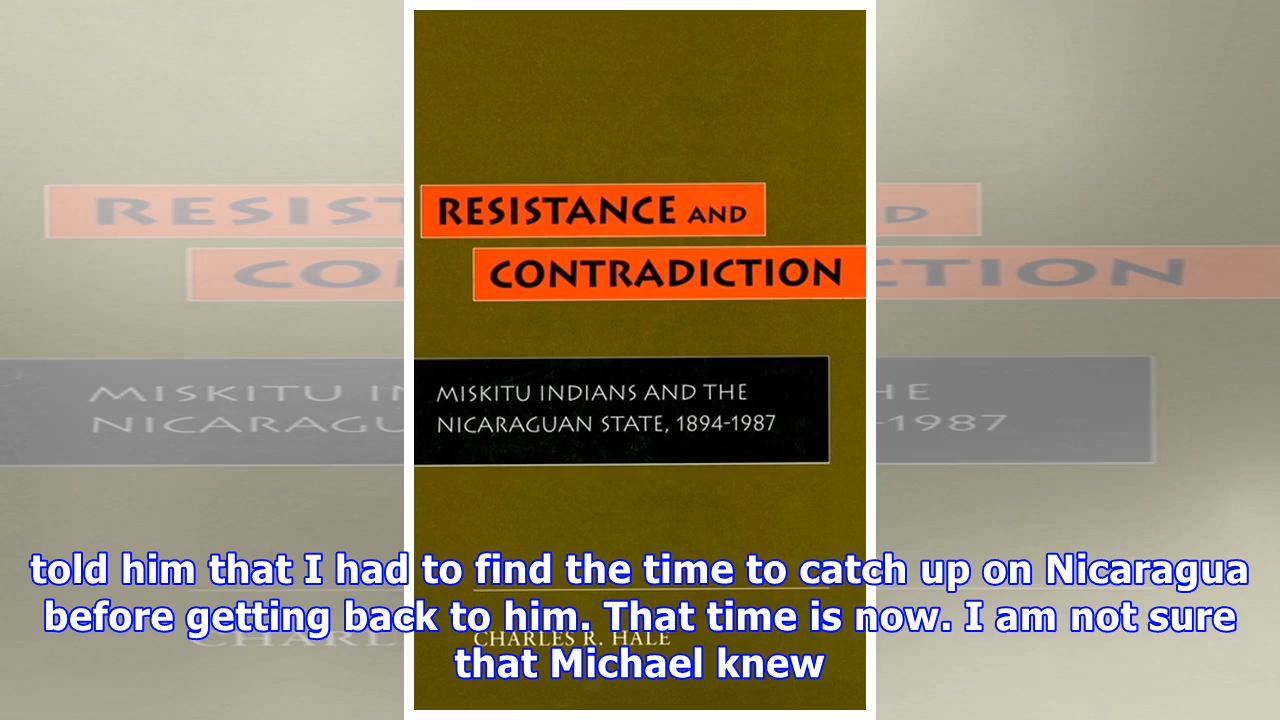 RESISTANCE AND
CONTRADICTION
MISKITU INDIANS AND THE
NICARAGUAN STATE, 1894-1987
told him that I had to find the time to catch up on Nicaragua
before getting back to him. That time is now. I am not sure
CHARLES R. HALE
that Michael knew